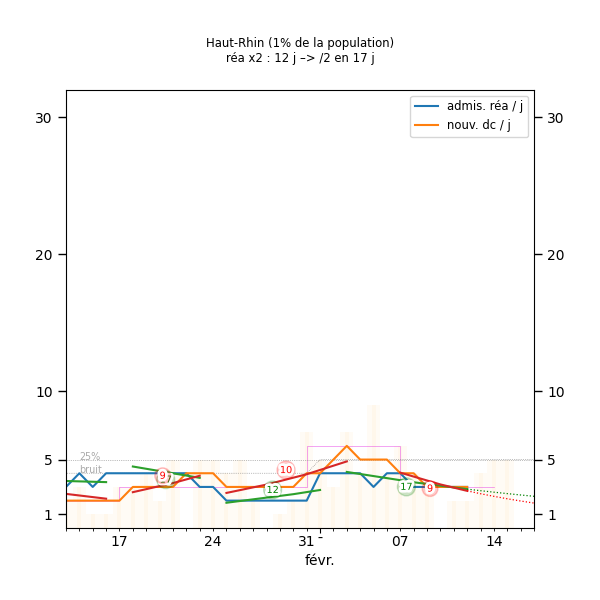 Haut-Rhin (1% de la population)
réa x2 : 12 j –> /2 en 17 j
admis. réa / j
nouv. dc / j
30 30
20 20
10 10
5 5
1 1
25%
bruit
9
10
12
17
9
17 24 31 - 07 14
févr.